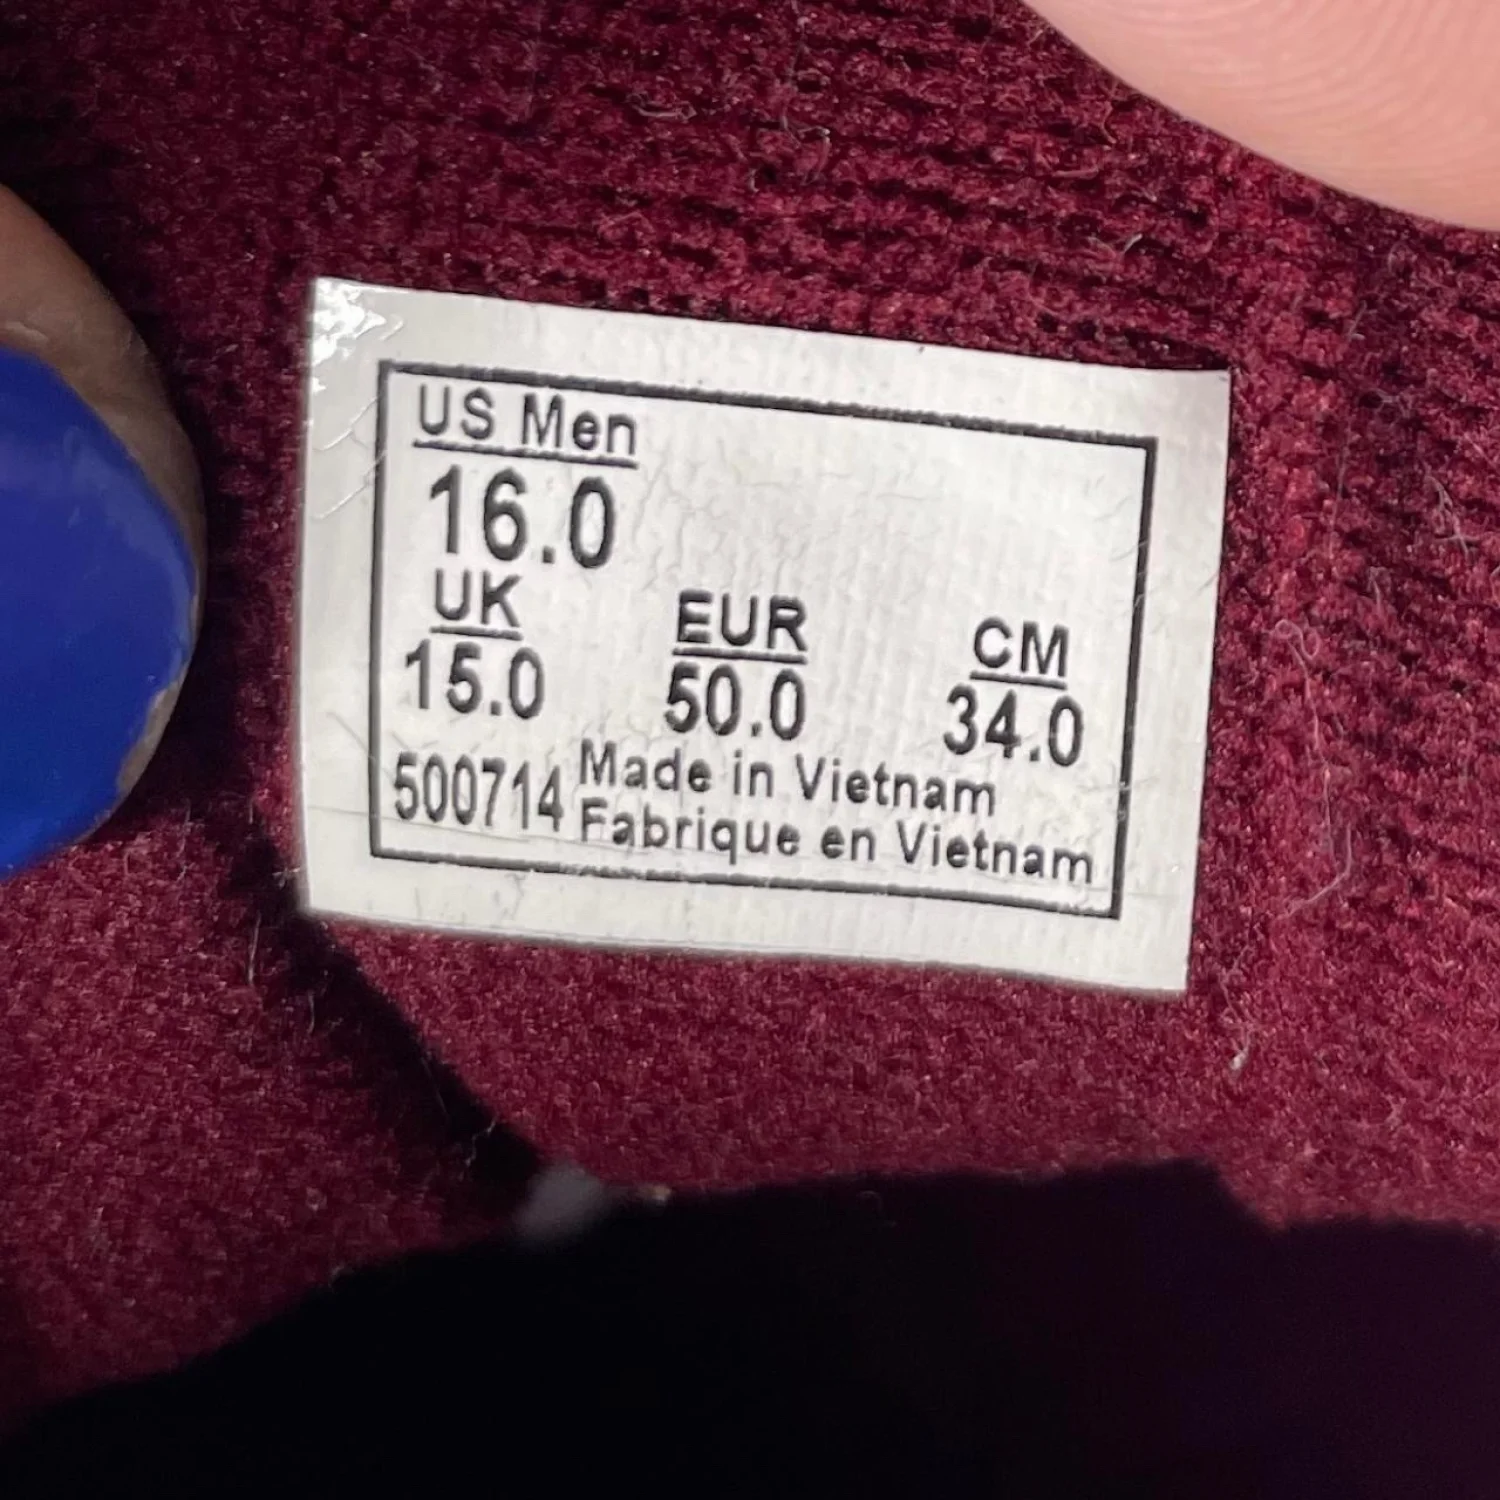 US Men
16.0
UK EUR CM
15.0 50.0 34.0
500714 Made in Vietnam
Fabrique en Vietnam